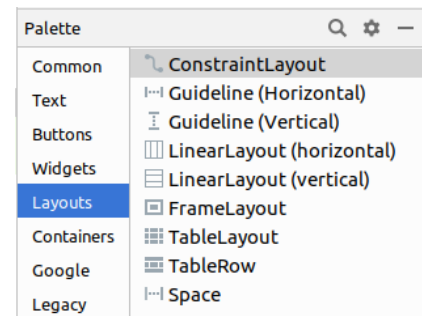 Palette
Common
Text
Buttons
Widgets
Layouts
Containers
Google
Legacy
ConstraintLayout
Guideline (Horizontal)
Guideline (Vertical)
LinearLayout (horizontal)
LinearLayout (vertical)
FrameLayout
TableLayout
TableRow
Space